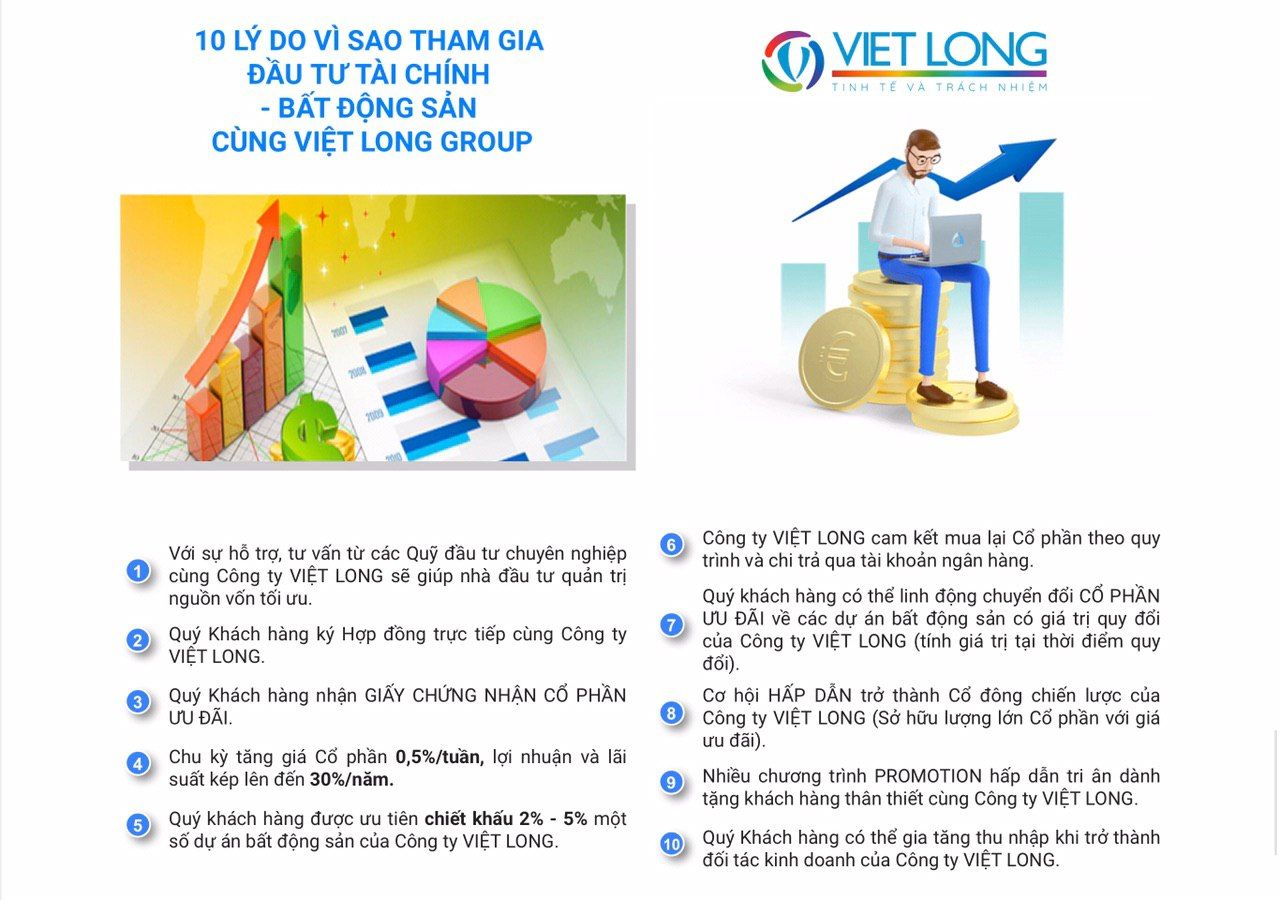 10 LÝ DO VÌ SAO THAM GIA
ĐẦU TƯ TÀI CHÍNH
- BẤT ĐỘNG SẢN
CÙNG VIỆT LONG GROUP
VIET LONG
TINH TẾ VÀ TRÁCH NHIỆM
2007
2008
2009
2010
1 Với sự hỗ trợ, tư vấn từ các Quỹ đầu tư chuyên nghiệp
cùng Công ty VIỆT LONG sẽ giúp nhà đầu tư quản trị
nguồn vốn tối ưu.
2 Quý Khách hàng ký Hợp đồng trực tiếp cùng Công ty
VIỆT LONG.
3 Quý Khách hàng nhận GIẤY CHỨNG NHẬN CỔ PHẦN
ƯU ĐÃI.
4 Chu kỳ tăng giá Cổ phần 0,5%/tuần, lợi nhuận và lãi
suất kép lên đến 30%/năm.
5 Quý khách hàng được ưu tiên chiết khấu 2% - 5% một
số dự án bất động sản của Công ty VIỆT LONG.
6 Công ty VIỆT LONG cam kết mua lại Cổ phần theo quy
trình và chi trả qua tài khoản ngân hàng.
7 Quý khách hàng có thể linh động chuyển đổi CỔ PHẦN
ƯU ĐÃI về các dự án bất động sản có giá trị quy đổi
của Công ty VIỆT LONG (tính giá trị tại thời điểm quy
đổi).
8 Cơ hội HẤP DẪN trở thành Cổ đông chiến lược của
Công ty VIỆT LONG (Sở hữu lượng lớn Cổ phần với giá
ưu đãi).
9 Nhiều chương trình PROMOTION hấp dẫn tri ân dành
tặng khách hàng thân thiết cùng Công ty VIỆT LONG.
10 Quý Khách hàng có thể gia tăng thu nhập khi trở thành
đối tác kinh doanh của Công ty VIỆT LONG.